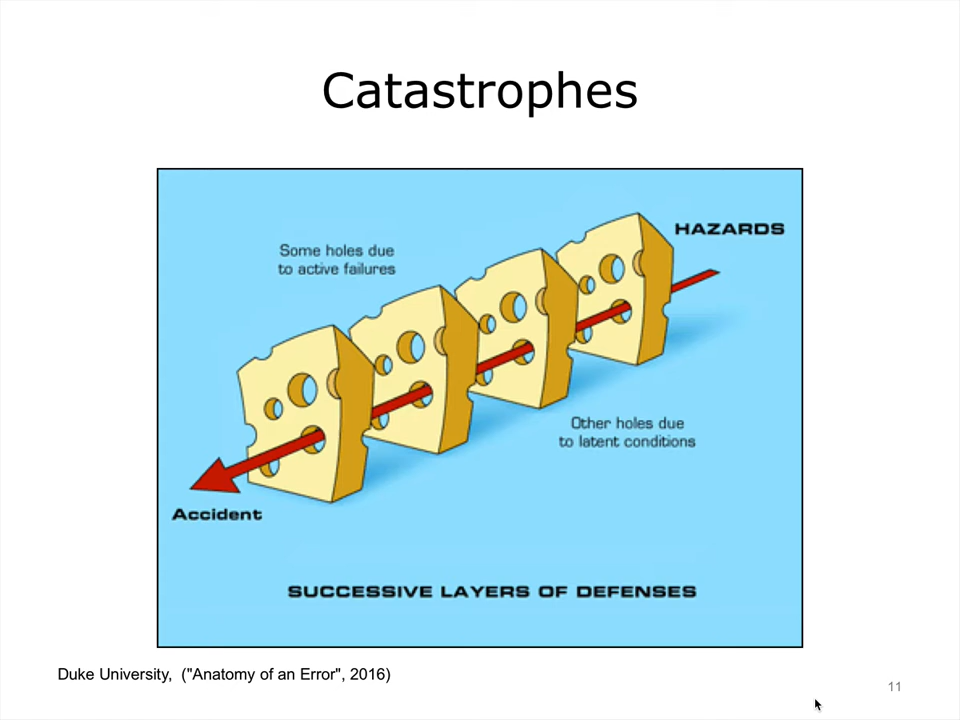 Catastrophes
HAZARDS
Some holes due
to active failures
Other holes due
to latent conditions
Accident
SUCCESSIVE LAYERS OF DEFENSES
Duke University,  ("Anatomy of an Error", 2016)
11